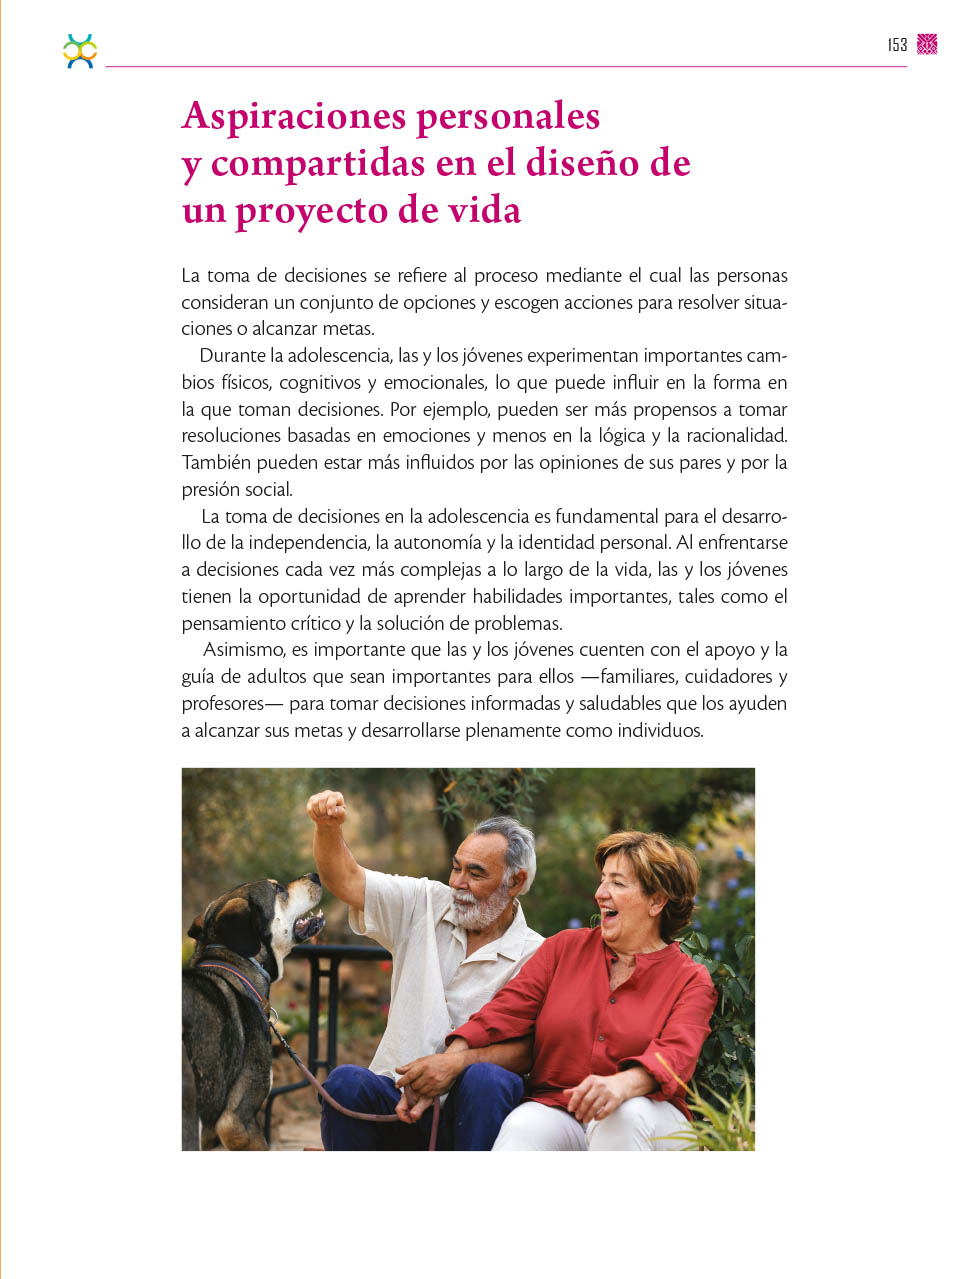 153
Aspiraciones personales
y compartidas en el diseño de
un proyecto de vida
La toma de decisiones se refiere al proceso mediante el cual las personas
consideran un conjunto de opciones y escogen acciones para resolver situa-
ciones o alcanzar metas.
Durante la adolescencia, las y los jóvenes experimentan importantes cam-
bios físicos, cognitivos y emocionales, lo que puede influir en la forma en
la que toman decisiones. Por ejemplo, pueden ser más propensos a tomar
resoluciones basadas en emociones y menos en la lógica y la racionalidad.
También pueden estar más influidos por las opiniones de sus pares y por la
presión social.
La toma de decisiones en la adolescencia es fundamental para el desarro-
llo de la independencia, la autonomía y la identidad personal. Al enfrentarse
a decisiones cada vez más complejas a lo largo de la vida, las y los jóvenes
tienen la oportunidad de aprender habilidades importantes, tales como el
pensamiento crítico y la solución de problemas.
Asimismo, es importante que las y los jóvenes cuenten con el apoyo y la
guía de adultos que sean importantes para ellos —familiares, cuidadores y
profesores— para tomar decisiones informadas y saludables que los ayuden
a alcanzar sus metas y desarrollarse plenamente como individuos.